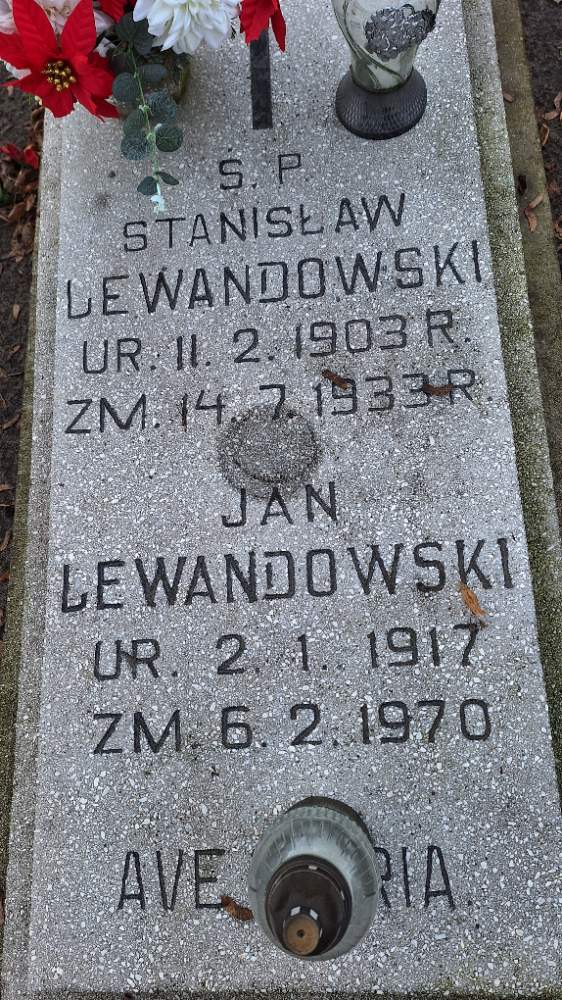 Ś. P.
STANISŁAW
LEWANDOWSKI
UR. 11. 2. 1903 R.
ZM. 14. 7. 1933 R.
JAN
LEWANDOWSKI
UR. 2. 1. 1917
ZM. 6. 2. 1970
AVE